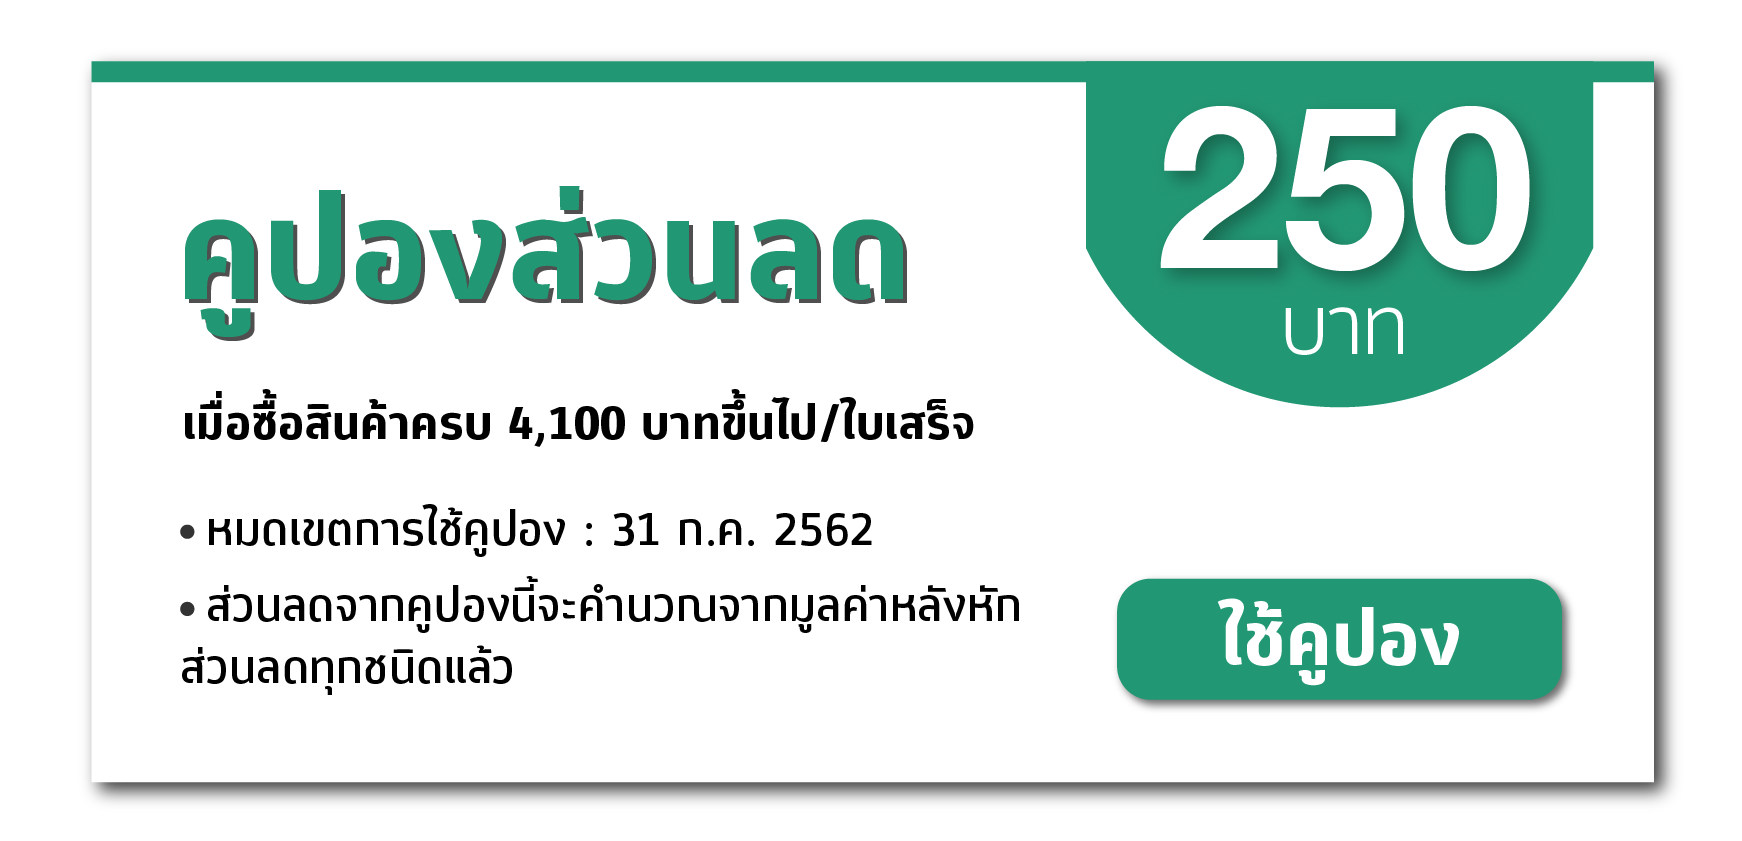 250
บาท
คูปองส่วนลด
เมื่อซื้อสินค้าครบ 4,100 บาทขึ้นไป/ใบเสร็จ
• หมดเขตการใช้คูปอง : 31 ก.ค. 2562
• ส่วนลดจากคูปองนี้จะคำนวณจากมูลค่าหลังหัก
ส่วนลดทุกชนิดแล้ว
ใช้คูปอง